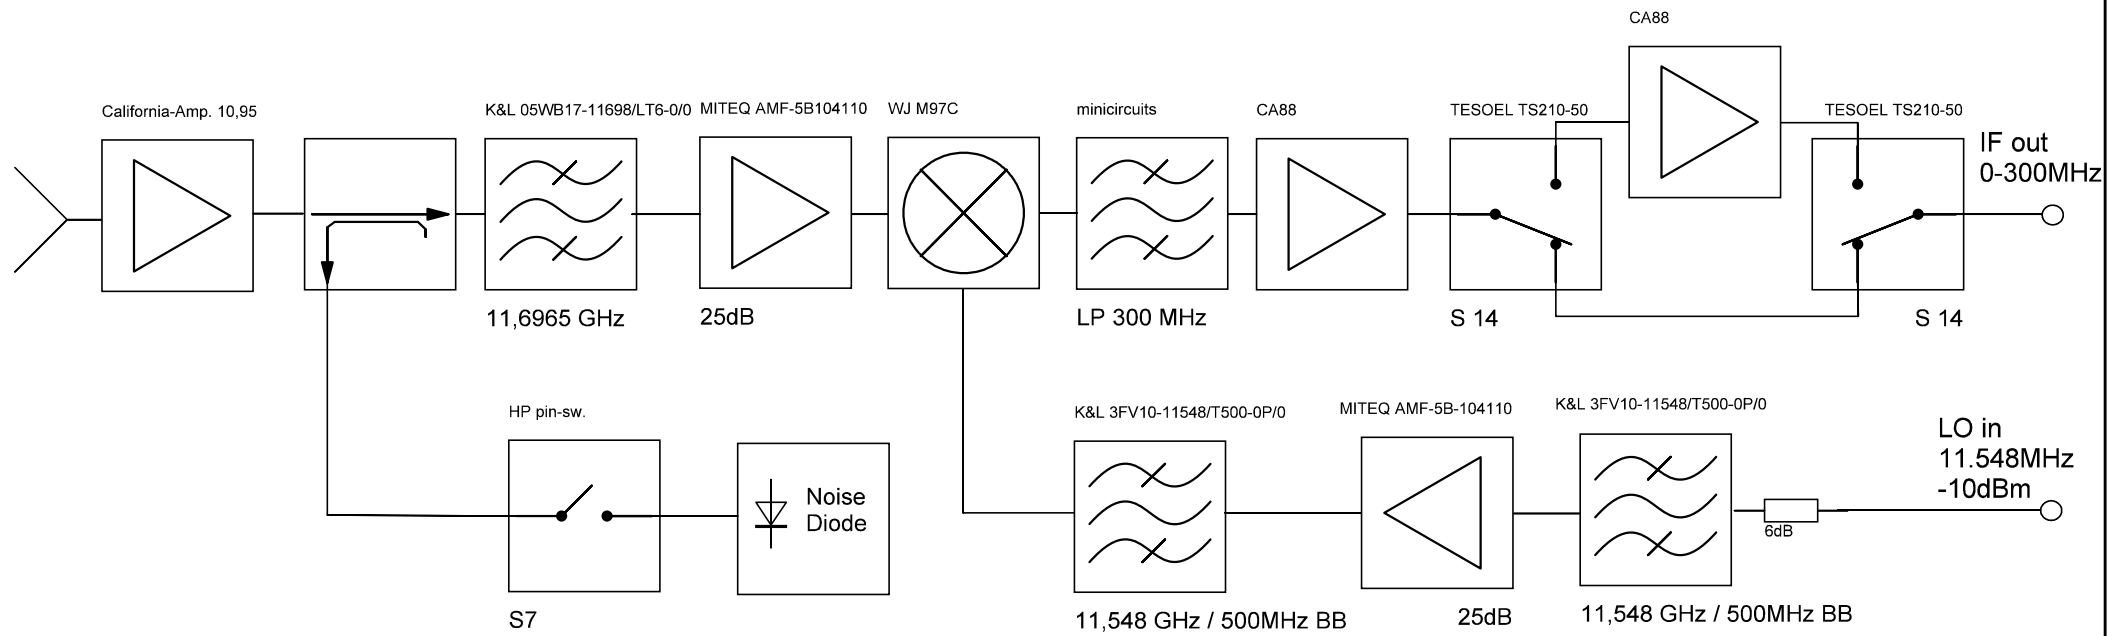 CA88
California-Amp. 10,95
K&L 05WB17-11698/LT6-0/0
MITEQ AMF-5B104110
WJ M97C
minicircuits
CA88
TESOEL TS210-50
TESOEL TS210-50
IF out
0-300MHz
11,6965 GHz
25dB
LP 300 MHz
S 14
S 14
HP pin-sw.
K&L 3FV10-11548/T500-0P/0
MITEQ AMF-5B-104110
K&L 3FV10-11548/T500-0P/0
LO in
11.548MHz
-10dBm
Noise
Diode
6dB
S7
11,548 GHz / 500MHz BB
25dB
11,548 GHz / 500MHz BB